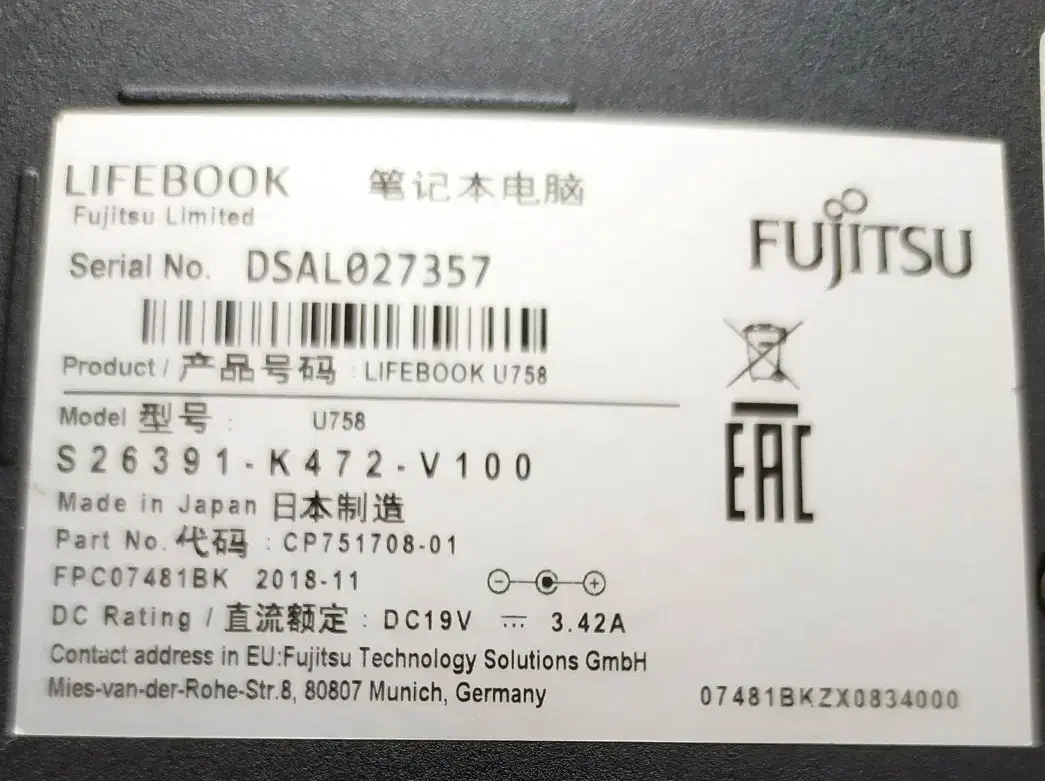 LIFEBOOK 笔记本电脑
Fujitsu Limited
FUJITSU
Serial No. DSAL027357
Product / 产品号码 : LIFEBOOK U758
Model 型号 : U758
S26391-K472-V100
EAC
Made in Japan 日本制造
Part No. 代码 : CP751708-01
FPC07481BK 2018-11
DC Rating / 直流额定 : DC19V ⎓ 3.42A
Contact address in EU:Fujitsu Technology Solutions GmbH
Mies-van-der-Rohe-Str.8, 80807 Munich, Germany
07481BKZX0834000